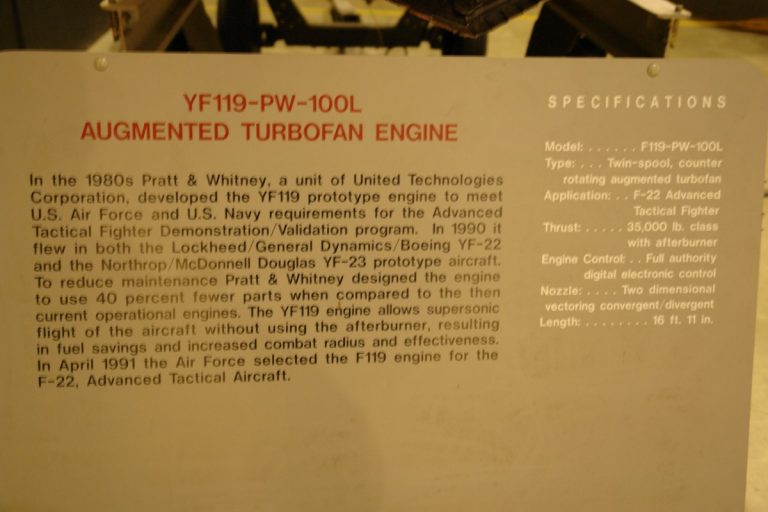 YF119-PW-100L
AUGMENTED TURBOFAN ENGINE
In the 1980s Pratt & Whitney, a unit of United Technologies
Corporation, developed the YF119 prototype engine to meet
U.S. Air Force and U.S. Navy requirements for the Advanced
Tactical Fighter Demonstration/Validation program. In 1990 it
flew in both the Lockheed/General Dynamics/Boeing YF-22
and the Northrop/McDonnell Douglas YF-23 prototype aircraft.
To reduce maintenance Pratt & Whitney designed the engine
to use 40 percent fewer parts when compared to the then
current operational engines. The YF119 engine allows supersonic
flight of the aircraft without using the afterburner, resulting
in fuel savings and increased combat radius and effectiveness.
In April 1991 the Air Force selected the F119 engine for the
F-22, Advanced Tactical Aircraft.
SPECIFICATIONS
Model: . . . . . . F119-PW-100L
Type: . . . Twin-spool, counter
rotating augmented turbofan
Application: . . F-22 Advanced
Tactical Fighter
Thrust: . . . . . 35,000 lb. class
with afterburner
Engine Control: . . Full authority
digital electronic control
Nozzle: . . . . Two dimensional
vectoring convergent/divergent
Length: . . . . . . . . 16 ft. 11 in.